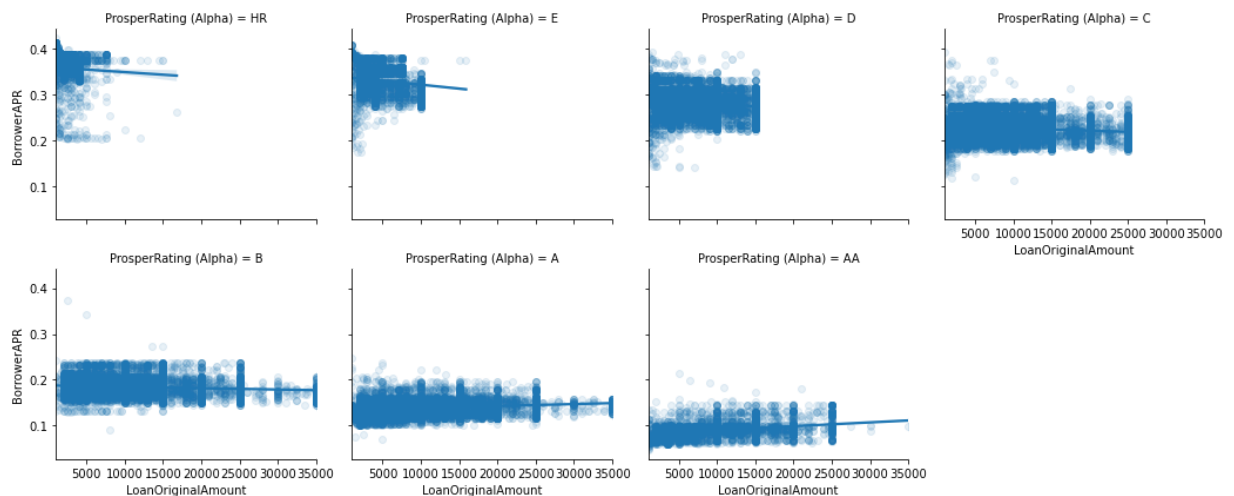 ProsperRating (Alpha) = HR
ProsperRating (Alpha) = E
ProsperRating (Alpha) = D
ProsperRating (Alpha) = C
BorrowerAPR
0.4
0.3
0.2
0.1
5000 10000 15000 20000 25000 30000 35000
LoanOriginalAmount
ProsperRating (Alpha) = B
ProsperRating (Alpha) = A
ProsperRating (Alpha) = AA
BorrowerAPR
0.4
0.3
0.2
0.1
5000 10000 15000 20000 25000 30000 35000
LoanOriginalAmount
5000 10000 15000 20000 25000 30000 35000
LoanOriginalAmount
5000 10000 15000 20000 25000 30000 35000
LoanOriginalAmount